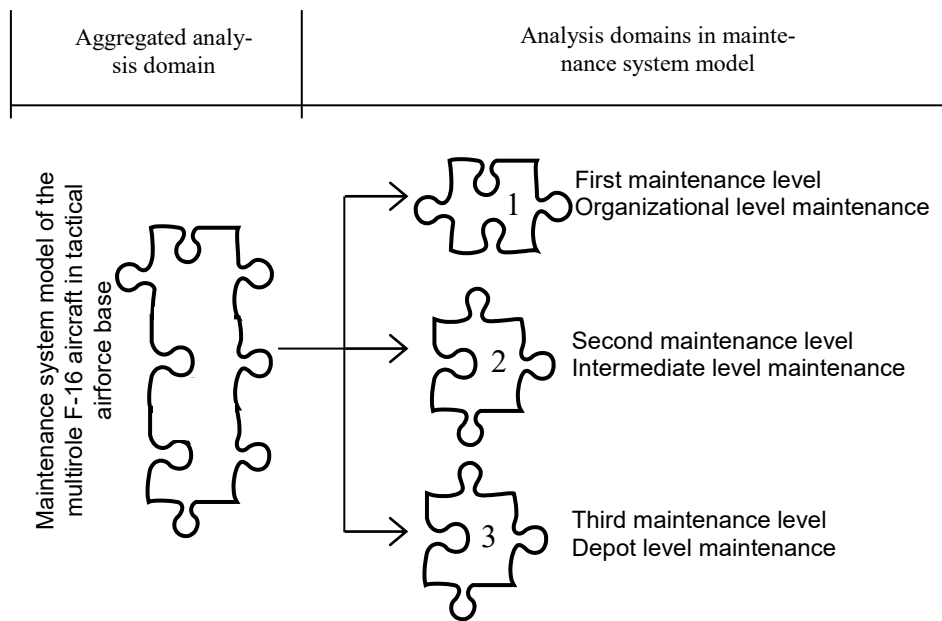 Aggregated analy-
sis domain
Analysis domains in mainte-
nance system model
Maintenance system model of the
multirole F-16 aircraft in tactical
airforce base
1
First maintenance level
Organizational level maintenance
2
Second maintenance level
Intermediate level maintenance
3
Third maintenance level
Depot level maintenance